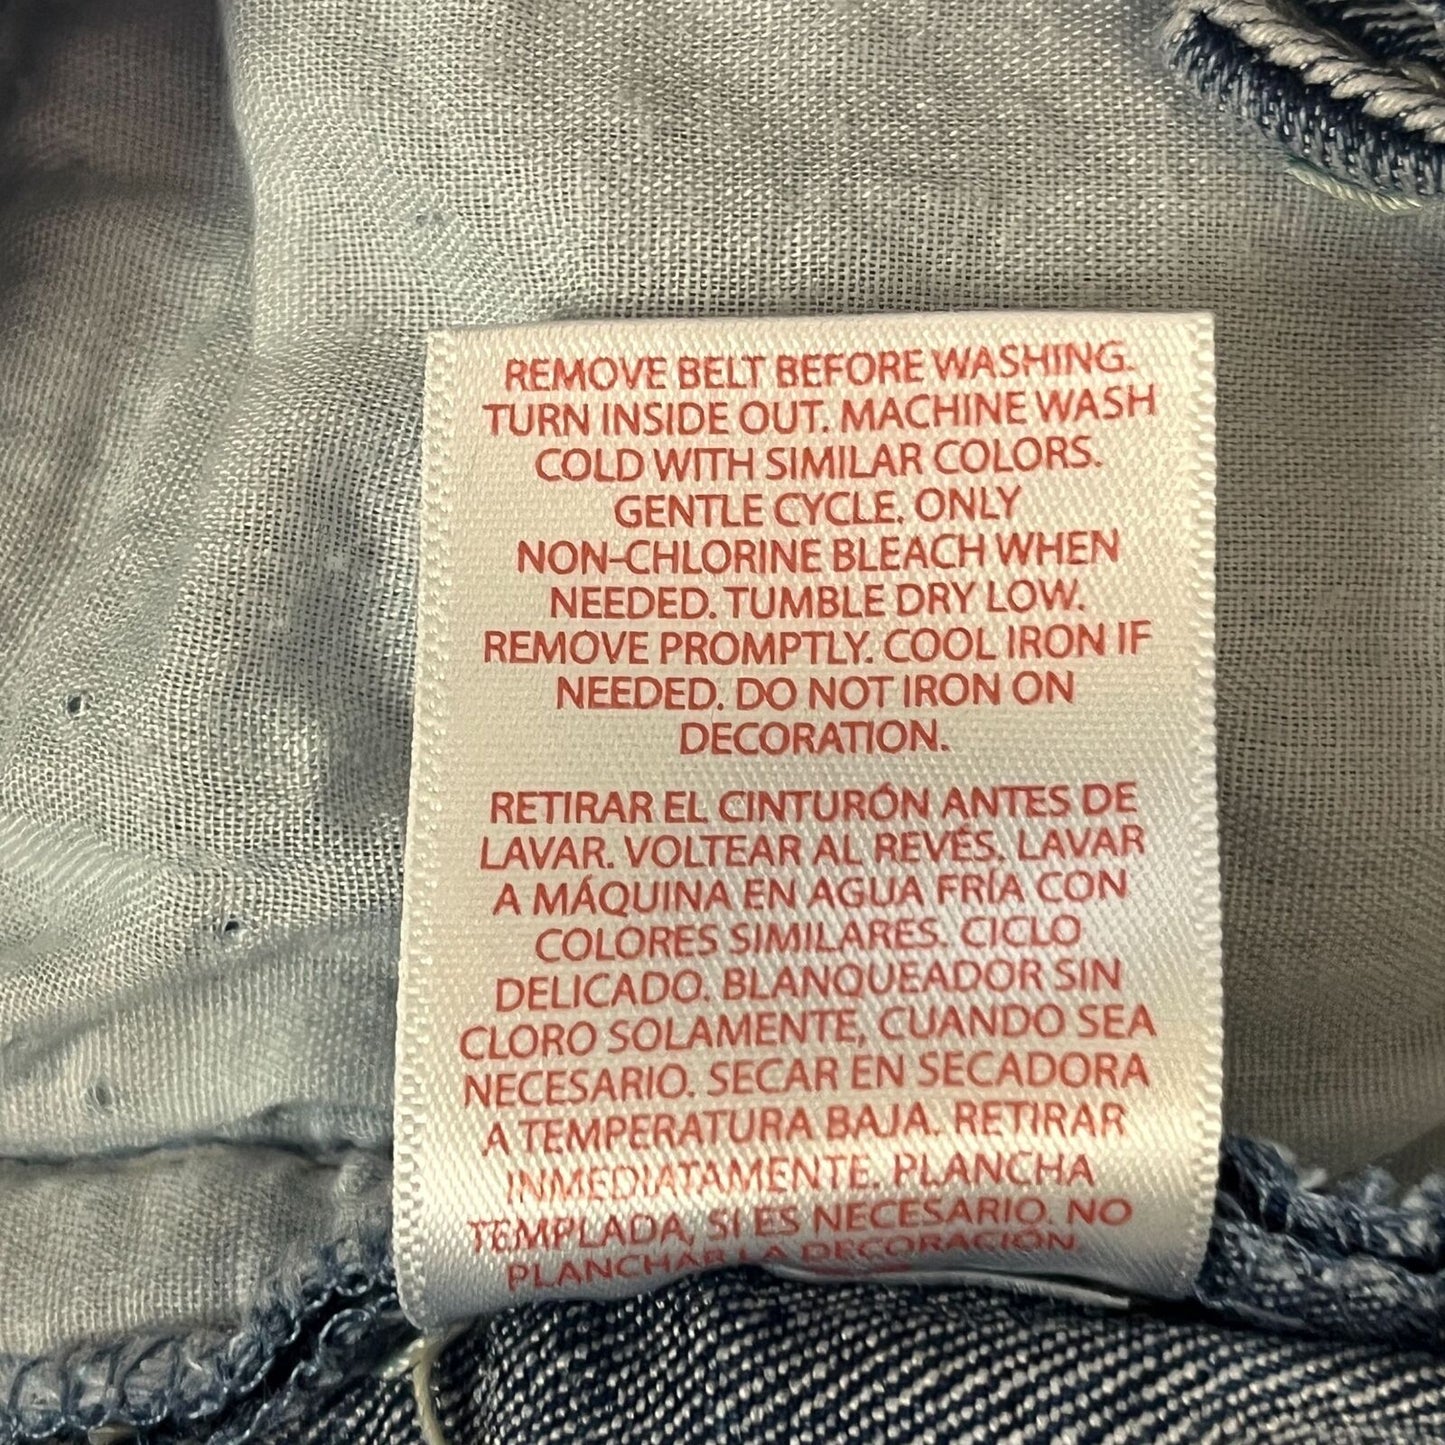 REMOVE BELT BEFORE WASHING.
TURN INSIDE OUT. MACHINE WASH
COLD WITH SIMILAR COLORS.
GENTLE CYCLE. ONLY
NON-CHLORINE BLEACH WHEN
NEEDED. TUMBLE DRY LOW.
REMOVE PROMPTLY. COOL IRON IF
NEEDED. DO NOT IRON ON
DECORATION.
RETIRAR EL CINTURÓN ANTES DE
LAVAR. VOLTEAR AL REVÉS. LAVAR
A MÁQUINA EN AGUA FRÍA CON
COLORES SIMILARES. CICLO
DELICADO. BLANQUEADOR SIN
CLORO SOLAMENTE, CUANDO SEA
NECESARIO. SECAR EN SECADORA
A TEMPERATURA BAJA. RETIRAR
INMEDIATAMENTE. PLANCHA
TEMPLADA, SI ES NECESARIO. NO
PLANCHAR LA DECORACIÓN.